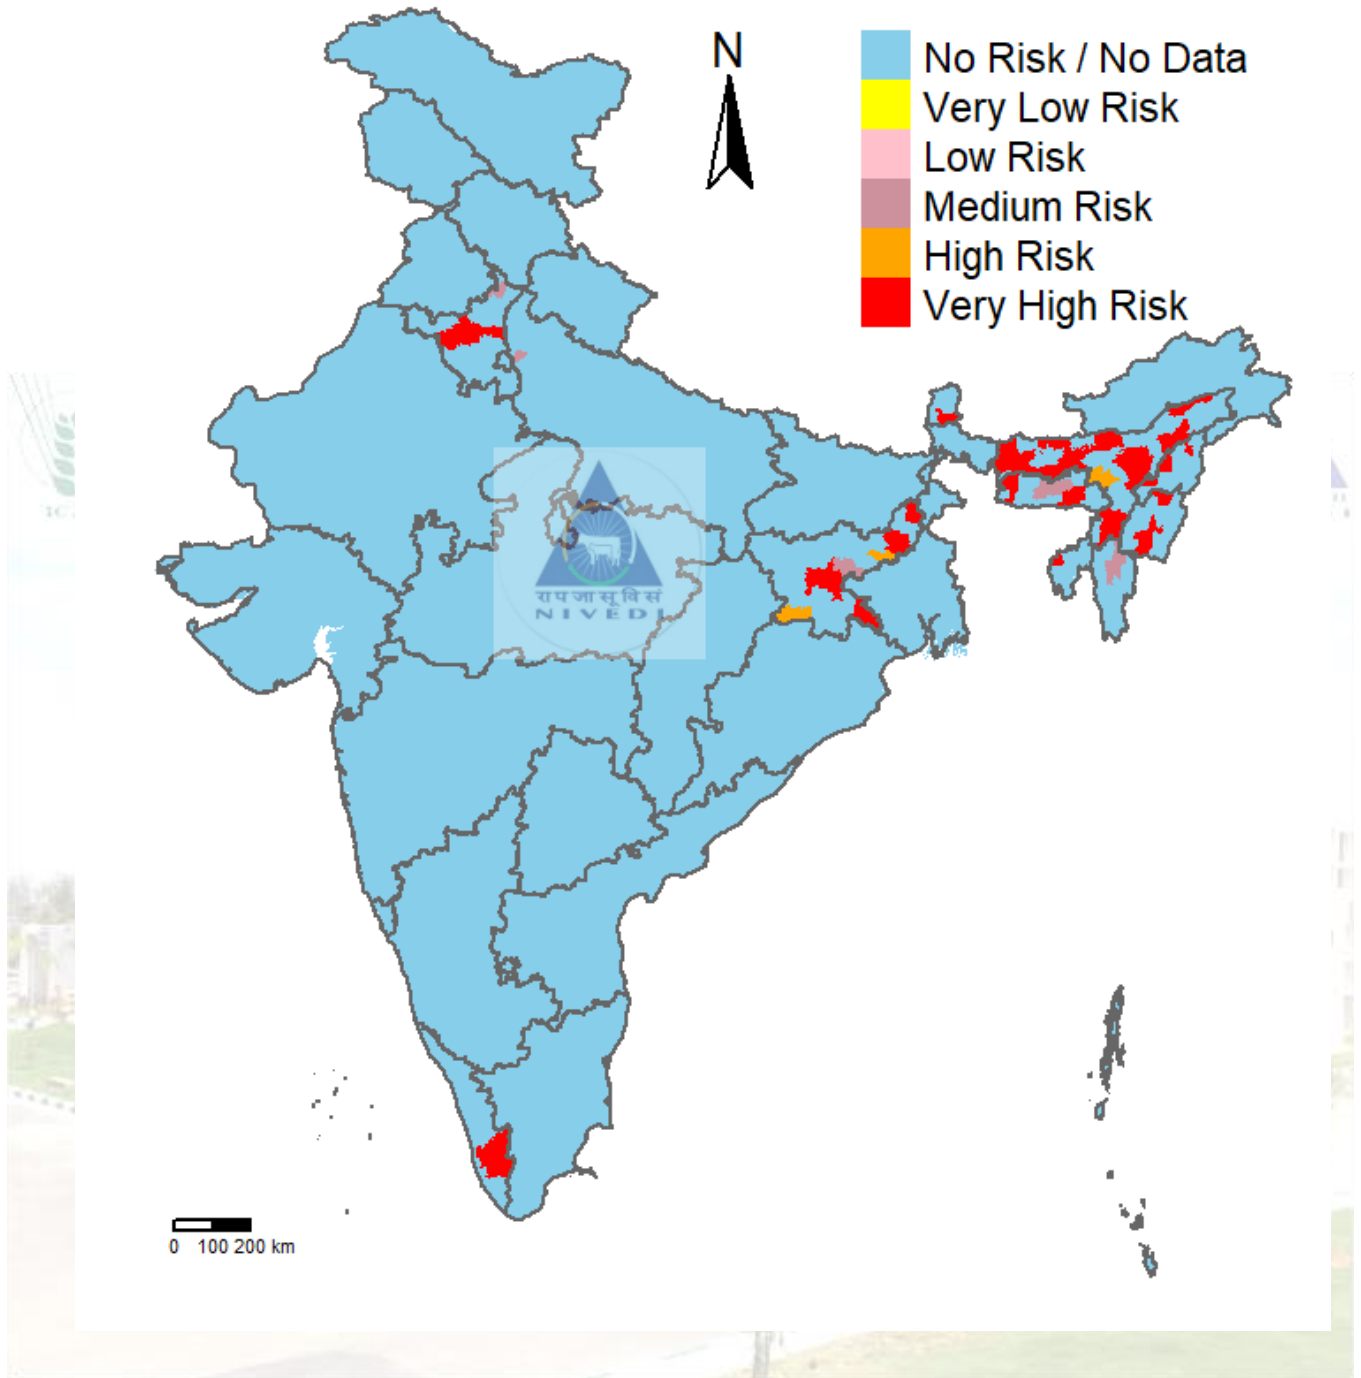 N
No Risk / No Data
Very Low Risk
Low Risk
Medium Risk
High Risk
Very High Risk
रापजासूविसं
NIVEDI
0 100 200 km